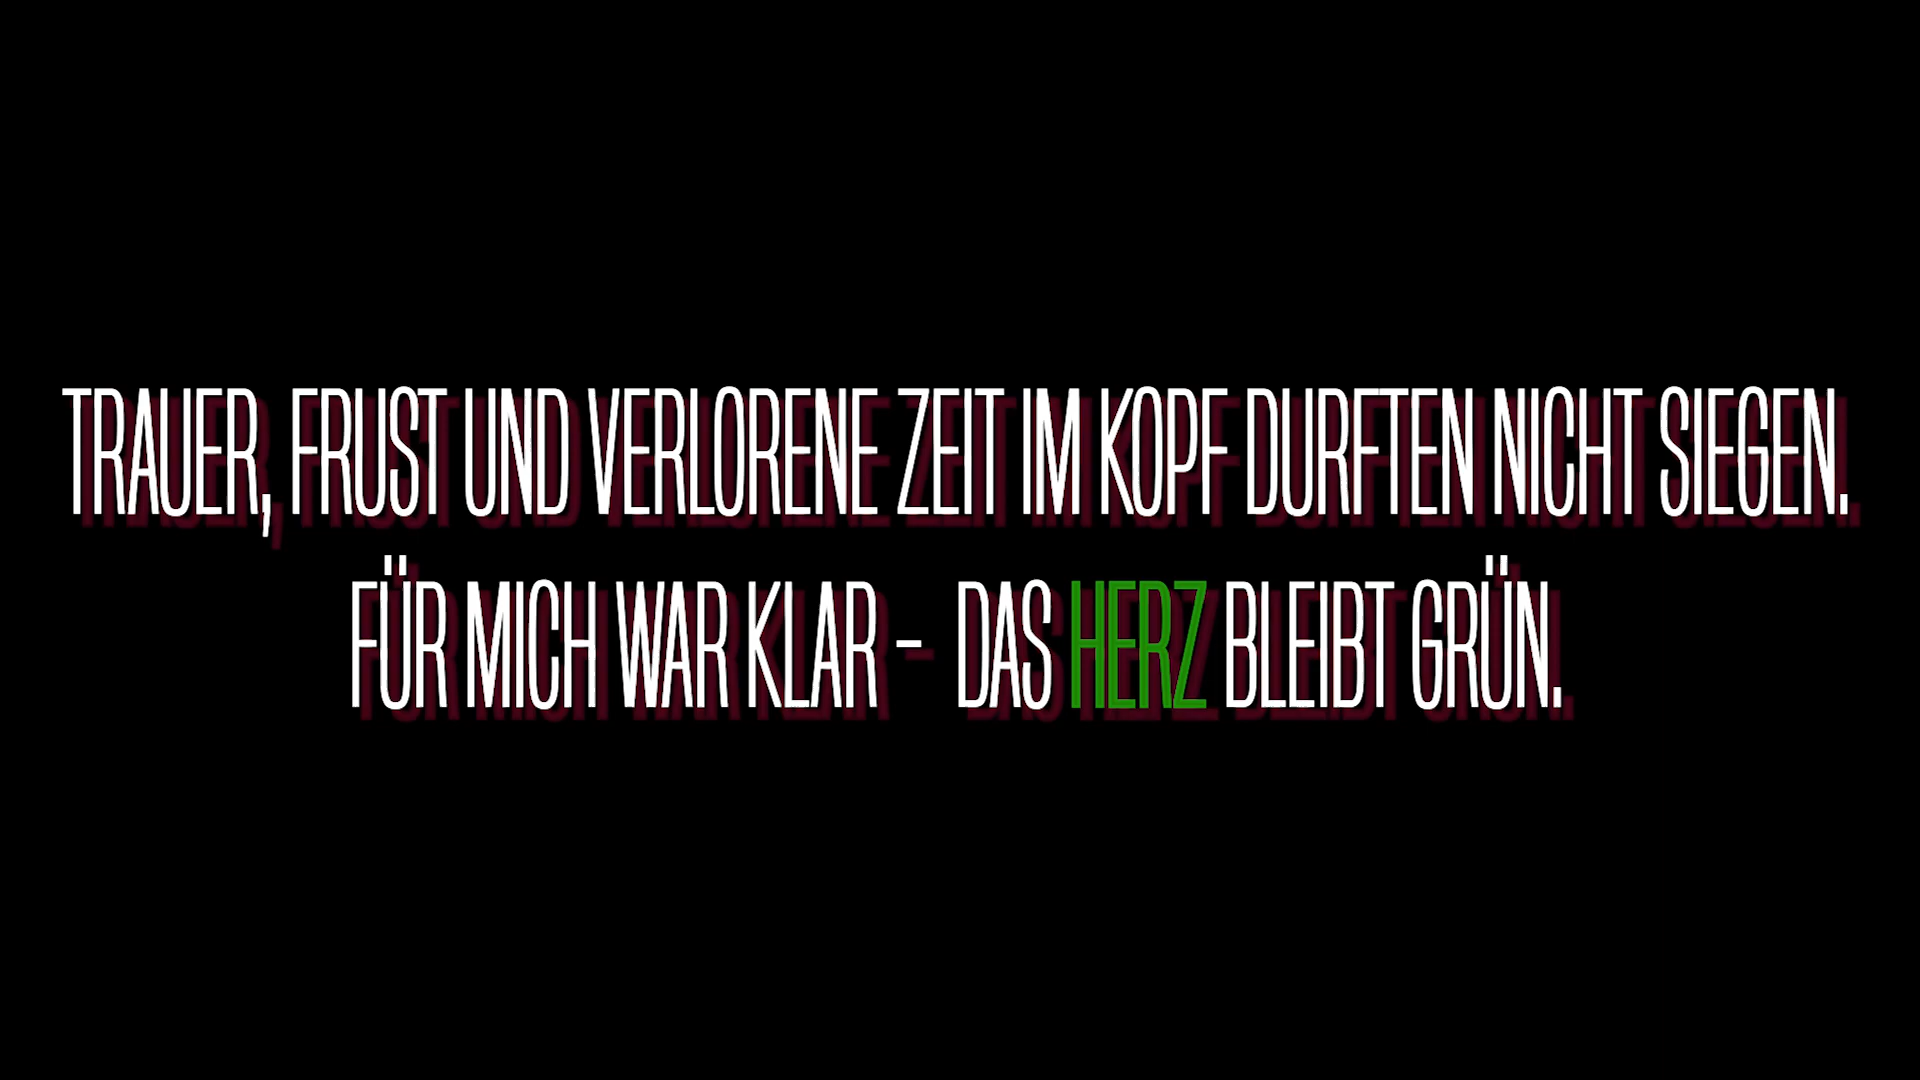 TRAUER, FRUST UND VERLORENE ZEIT IM KOPF DURFTEN NICHT SIEGEN.
FÜR MICH WAR KLAR - DAS HERZ BLEIBT GRÜN.